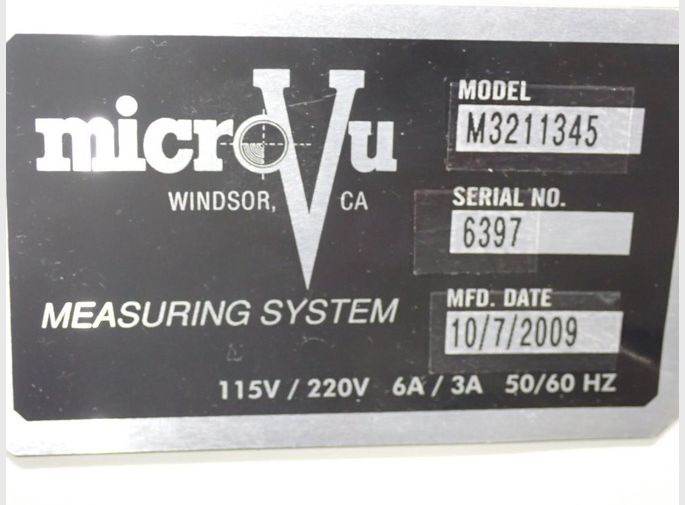 microVu
WINDSOR, CA
MEASURING SYSTEM
MODEL
M3211345
SERIAL NO.
6397
MFD. DATE
10/7/2009
115V / 220V 6A / 3A 50/60 HZ